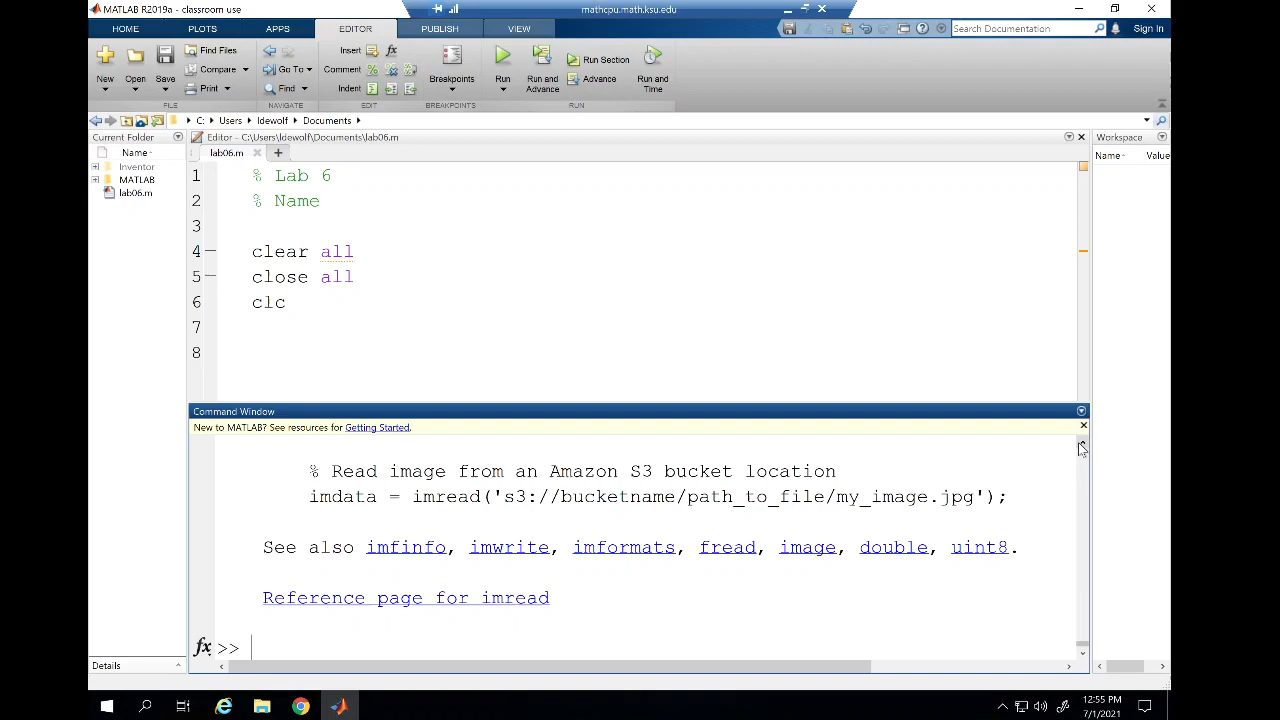 MATLAB R2019a - classroom use
mathcpu.math.ksu.edu
HOME PLOTS APPS EDITOR PUBLISH VIEW
Search Documentation Sign In
New Open Save Find Files Compare Print
Go To Find
Insert fx Comment Indent
Breakpoints
Run Run and Advance Run Section Advance Run and Time
FILE NAVIGATE EDIT BREAKPOINTS RUN
C: Users ldewolf Documents
Current Folder
Name
Inventor
MATLAB
lab06.m
Details
Editor – C:\Users\ldewolf\Documents\lab06.m
lab06.m
1 % Lab 6
2 % Name
3
4 clear all
5 close all
6 clc
7
8
Command Window
New to MATLAB? See resources for Getting Started.
% Read image from an Amazon S3 bucket location
imdata = imread('s3://bucketname/path_to_file/my_image.jpg');
See also imfinfo, imwrite, imformats, fread, image, double, uint8.
Reference page for imread
fx >>
Workspace
Name Value
12:55 PM
7/1/2021